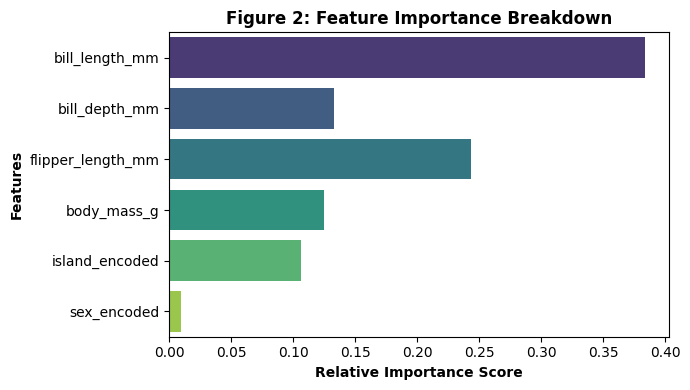 Figure 2: Feature Importance Breakdown
bill_length_mm
bill_depth_mm
flipper_length_mm
body_mass_g
island_encoded
sex_encoded
Features
0.00 0.05 0.10 0.15 0.20 0.25 0.30 0.35 0.40
Relative Importance Score